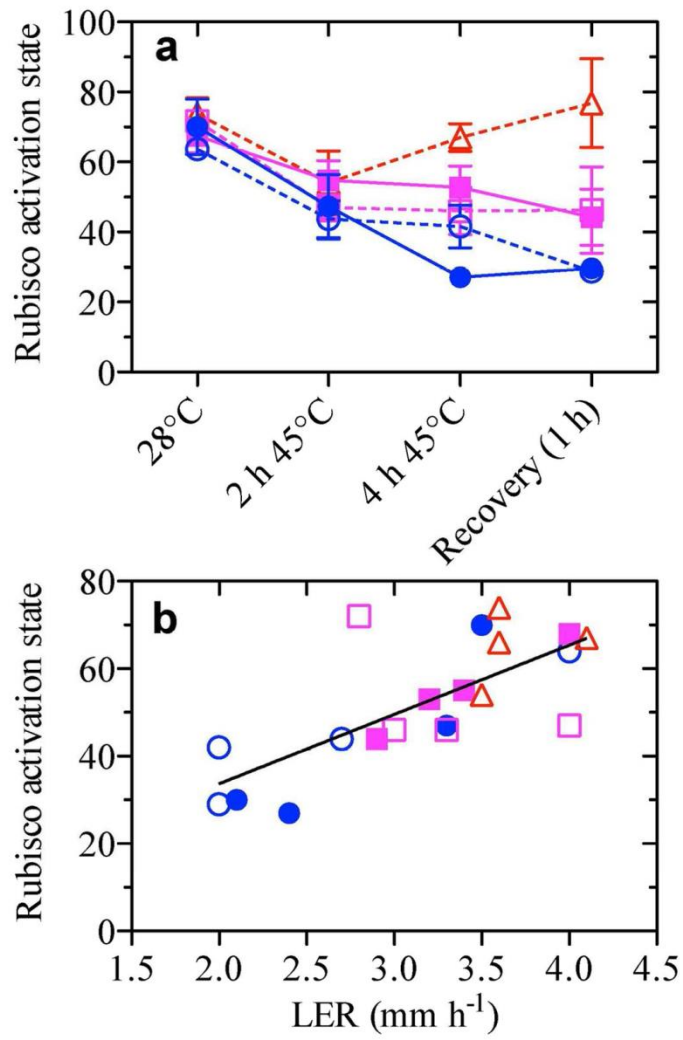 a
Rubisco activation state
100
80
60
40
20
0
28°C
2 h 45°C
4 h 45°C
Recovery (1 h)
b
Rubisco activation state
80
60
40
20
0
1.5 2.0 2.5 3.0 3.5 4.0 4.5
LER (mm h⁻¹)